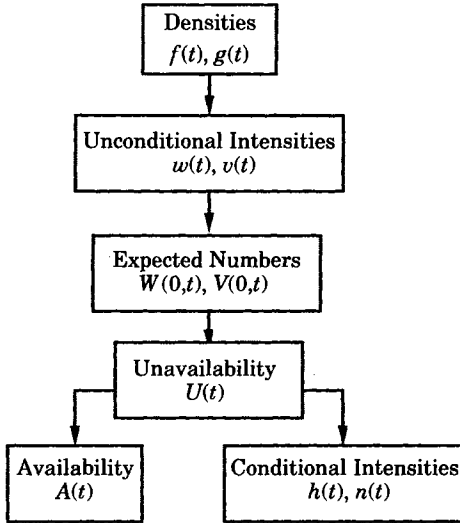 Densities
f(t), g(t)
Unconditional Intensities
w(t), v(t)
Expected Numbers
W(0,t), V(0,t)
Unavailability
U(t)
Availability
A(t)
Conditional Intensities
h(t), n(t)